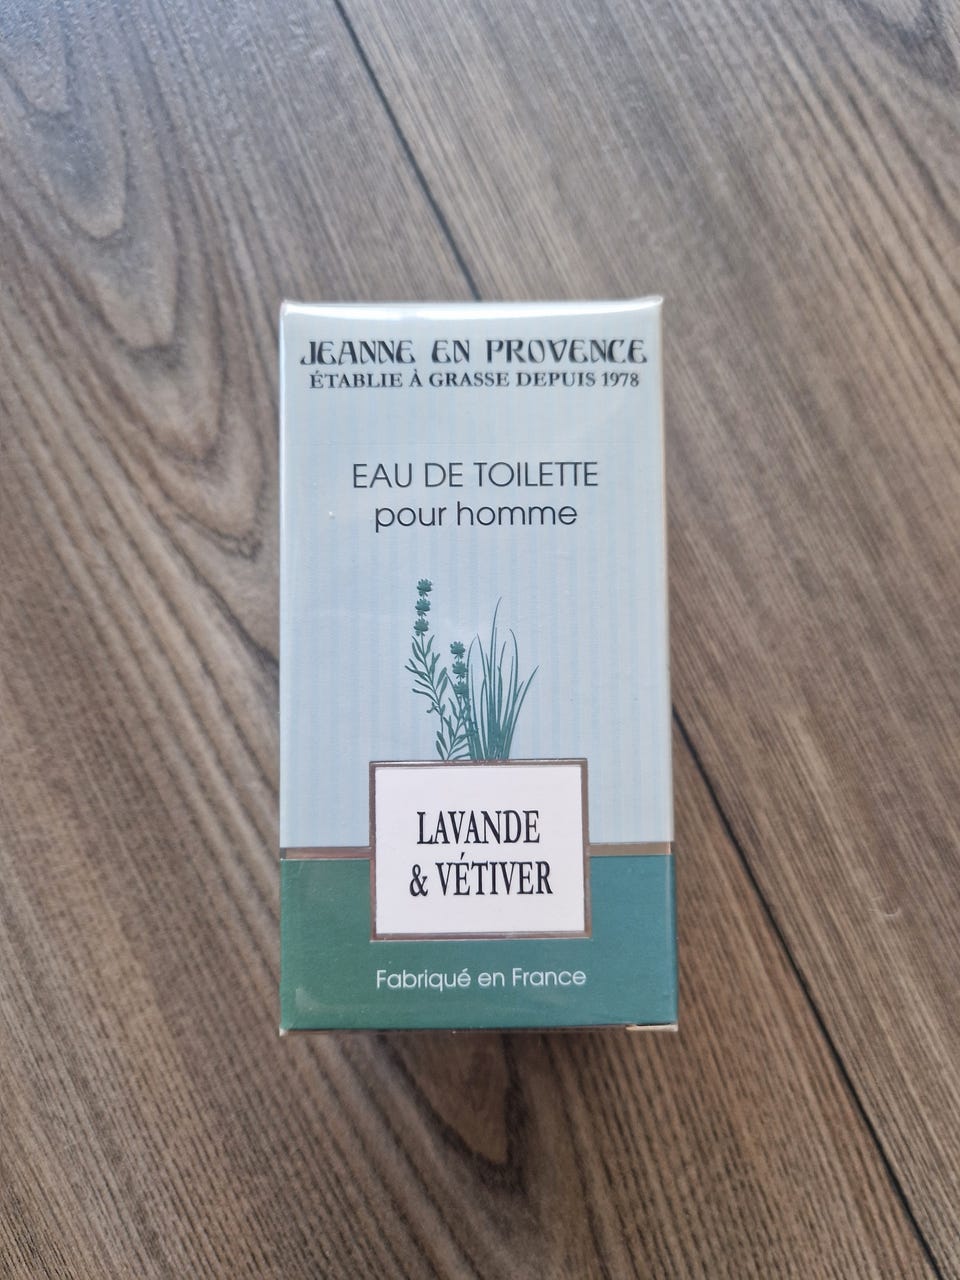 JEANNE EN PROVENCE
ÉTABLIE À GRASSE DEPUIS 1978
EAU DE TOILETTE
pour homme
LAVANDE
& VÉTIVER
Fabriqué en France